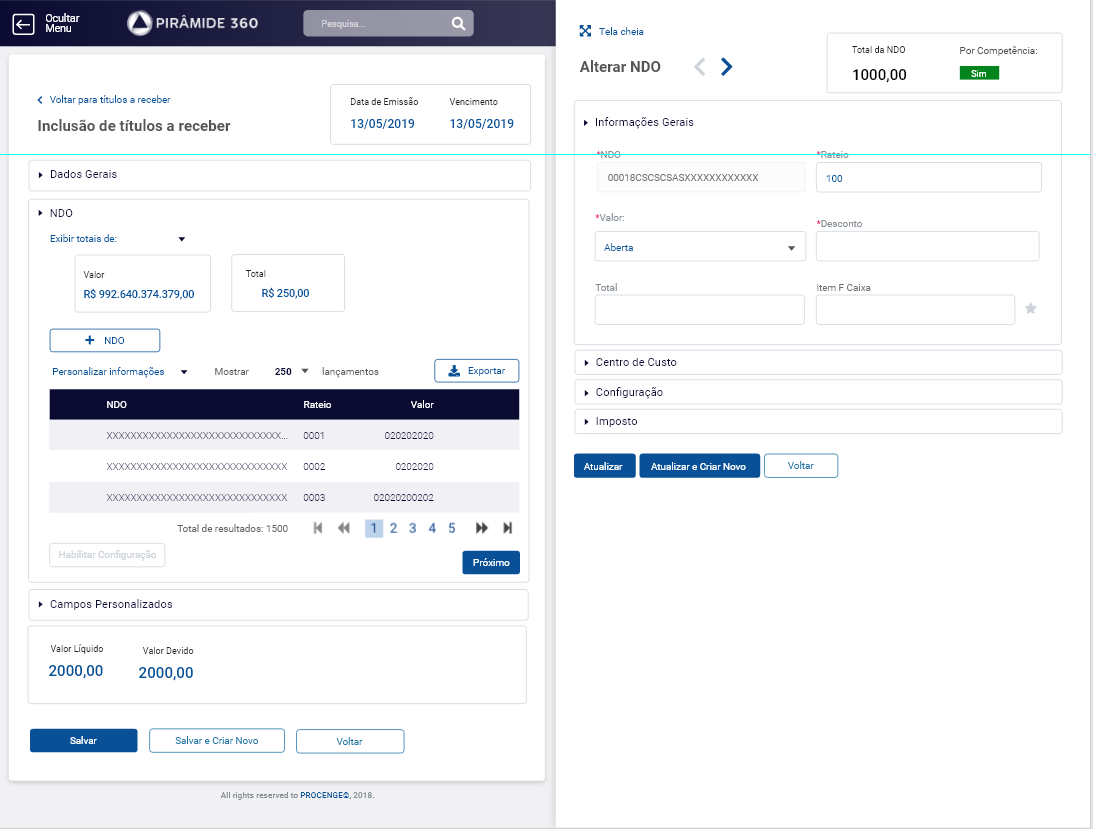 Ocultar
Menu
PIRÂMIDE 360
Pesquisa...
Voltar para títulos a receber
Inclusão de títulos a receber
Data de Emissão
Vencimento
13/05/2019
13/05/2019
Dados Gerais
NDO
Exibir totais de:
Valor
R$ 992.640.374.379,00
Total
R$ 250,00
+ NDO
Personalizar informações
Mostrar 250 lançamentos
Exportar
NDO Rateio Valor
XXXXXXXXXXXXXXXXXXXXXXXXXXXXXX... 0001 020202020
XXXXXXXXXXXXXXXXXXXXXXXXXXXXXX 0002 0202020
XXXXXXXXXXXXXXXXXXXXXXXXXXXXXX 0003 02020200202
Total de resultados: 1500
1 2 3 4 5
Habilitar Configuração
Próximo
Campos Personalizados
Valor Líquido
2000,00
Valor Devido
2000,00
Salvar
Salvar e Criar Novo
Voltar
All rights reserved to PROCENGE©, 2018.
Tela cheia
Alterar NDO
Total da NDO
1000,00
Por Competência:
Sim
Informações Gerais
*NDO
00018CSCSCSASXXXXXXXXXXXX
*Rateio
100
*Valor:
Aberta
*Desconto
Total
Item F Caixa
Centro de Custo
Configuração
Imposto
Atualizar
Atualizar e Criar Novo
Voltar